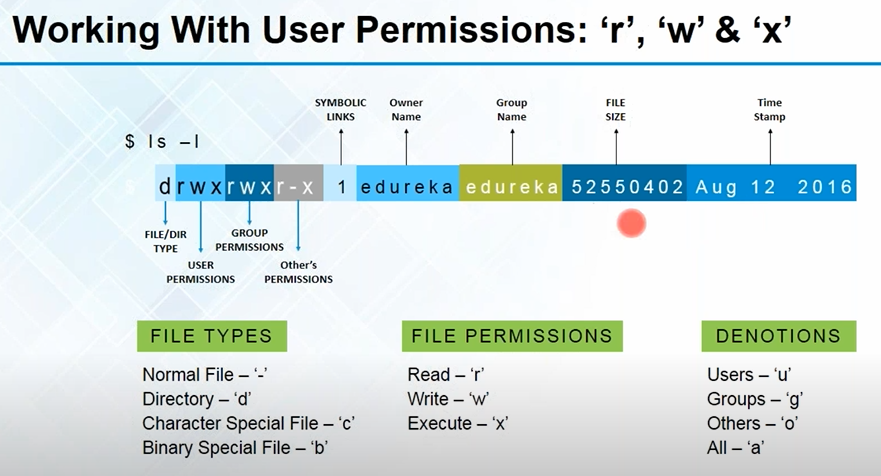 Working With User Permissions: ‘r’, ‘w’ & ‘x’
SYMBOLIC LINKS
Owner Name
Group Name
FILE SIZE
Time Stamp
$ ls –l
d rwx rwx r-x 1 edureka edureka 52550402 Aug 12 2016
FILE/DIR TYPE
USER PERMISSIONS
GROUP PERMISSIONS
Other’s PERMISSIONS
FILE TYPES
Normal File – ‘-’
Directory – ‘d’
Character Special File – ‘c’
Binary Special File – ‘b’
FILE PERMISSIONS
Read – ‘r’
Write – ‘w’
Execute – ‘x’
DENOTIONS
Users – ‘u’
Groups – ‘g’
Others – ‘o’
All – ‘a’